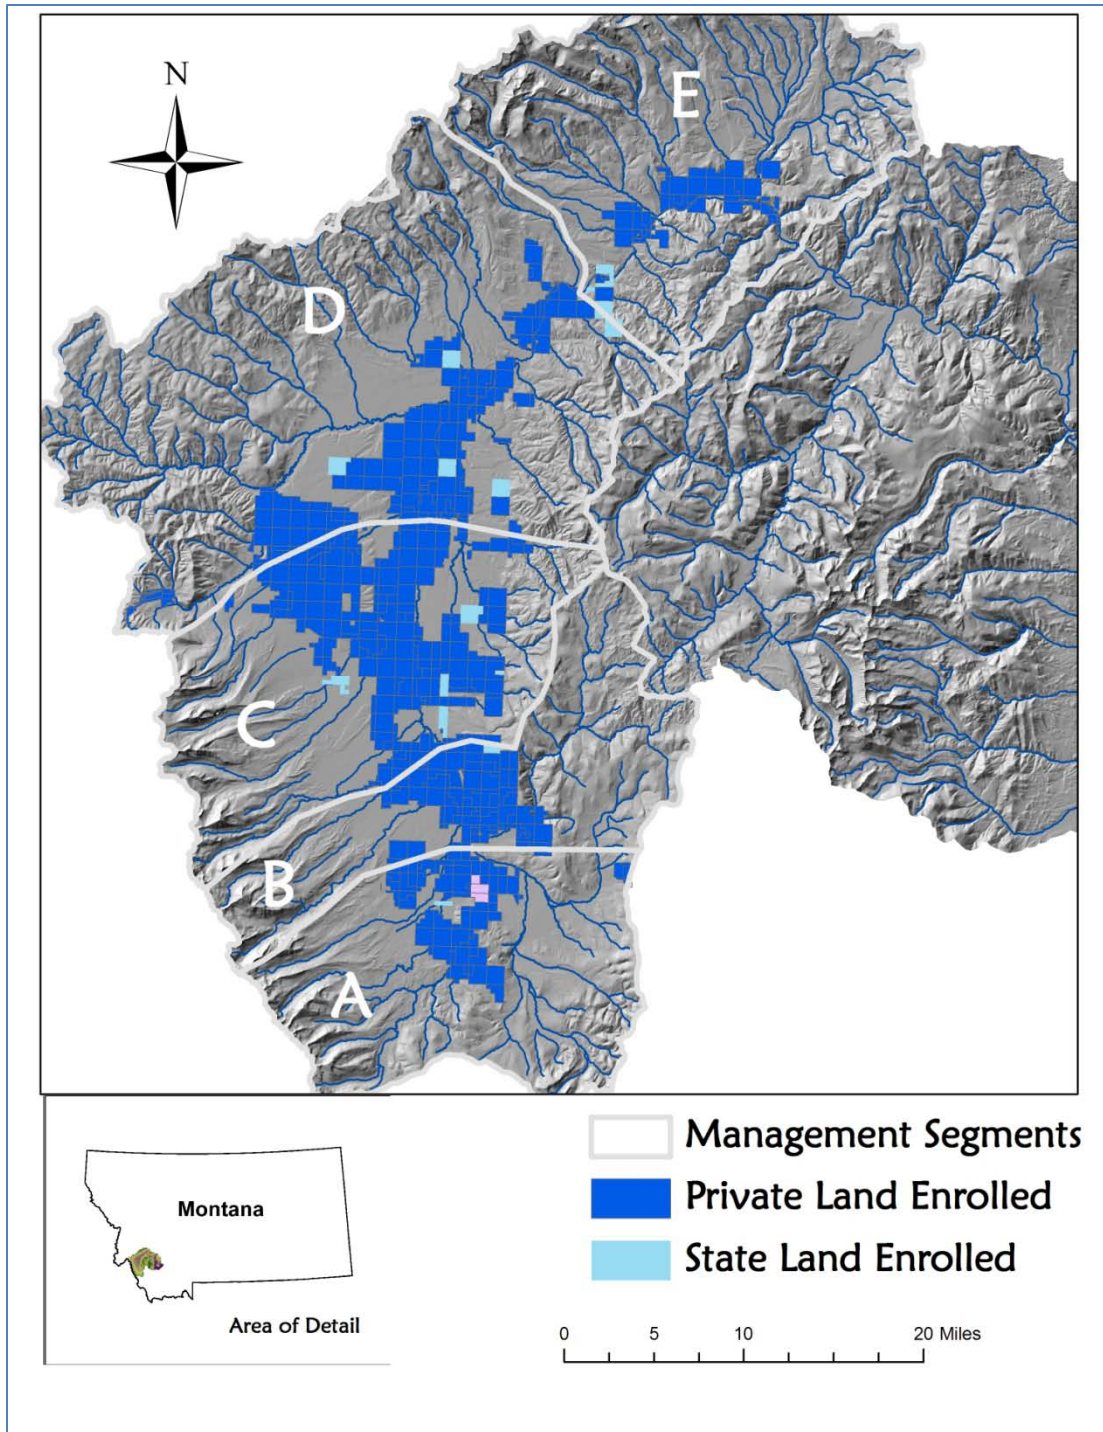 N
E
D
C
B
A
Management Segments
Private Land Enrolled
State Land Enrolled
Montana
Area of Detail
0 5 10 20 Miles